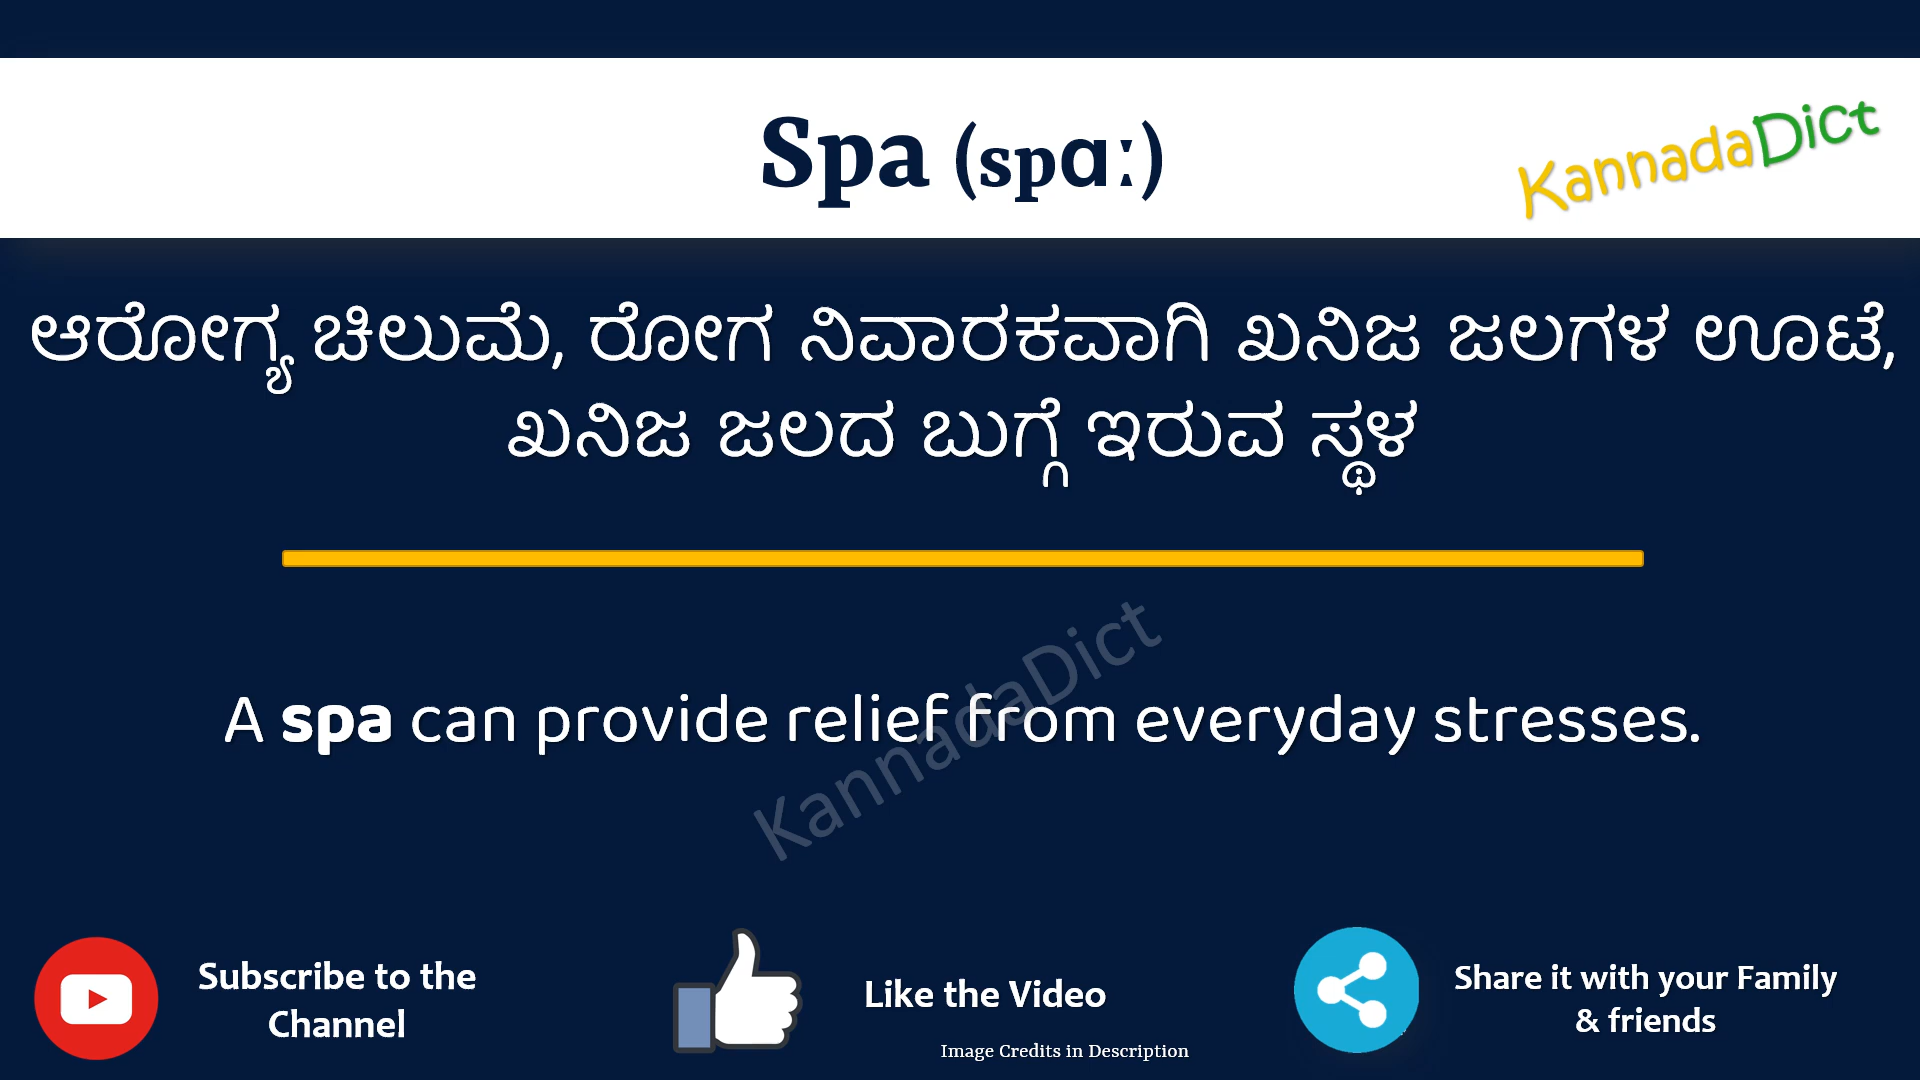 Spa (spɑː)
KannadaDict
ಆರೋಗ್ಯ ಚಿಲುಮೆ, ರೋಗ ನಿವಾರಕವಾಗಿ ಖನಿಜ ಜಲಗಳ ಊಟೆ,
ಖನಿಜ ಜಲದ ಬುಗ್ಗೆ ಇರುವ ಸ್ಥಳ
A spa can provide relief from everyday stresses.
KannadaDict
Subscribe to the
Channel
Like the Video
Share it with your Family
& friends
Image Credits in Description